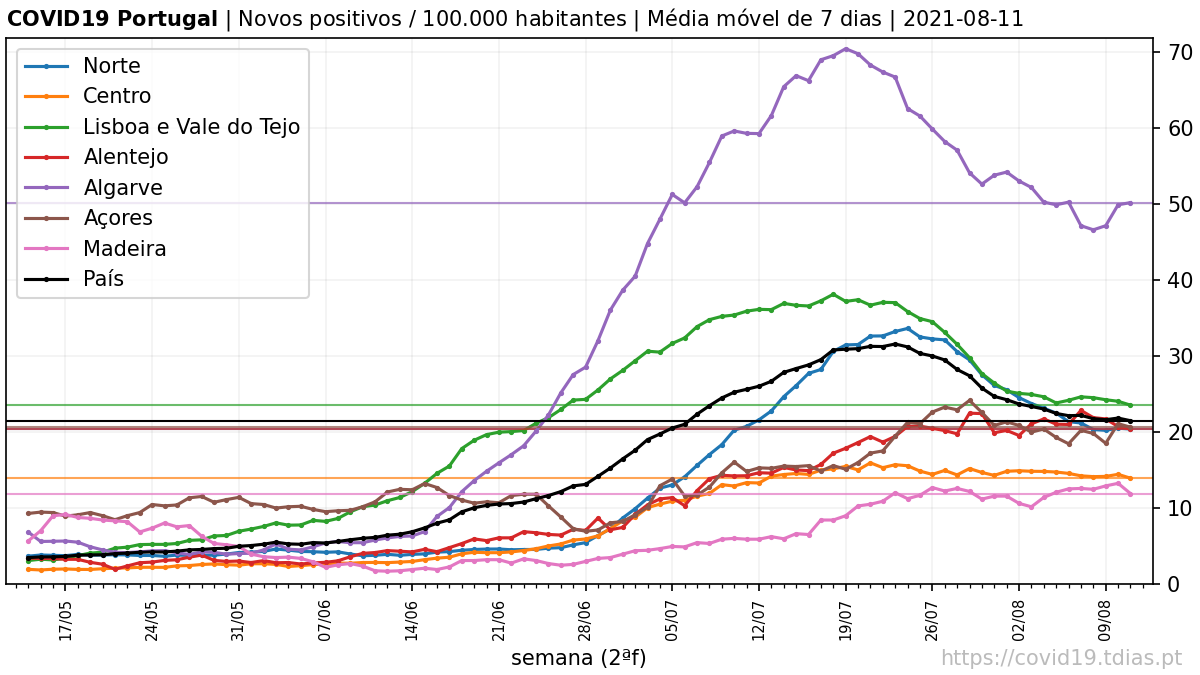 COVID19 Portugal | Novos positivos / 100.000 habitantes | Média móvel de 7 dias | 2021-08-11
Norte
Centro
Lisboa e Vale do Tejo
Alentejo
Algarve
Açores
Madeira
País
70
60
50
40
30
20
10
0
17/05
24/05
31/05
07/06
14/06
21/06
28/06
05/07
12/07
19/07
26/07
02/08
09/08
semana (2ªf)
https://covid19.tdias.pt